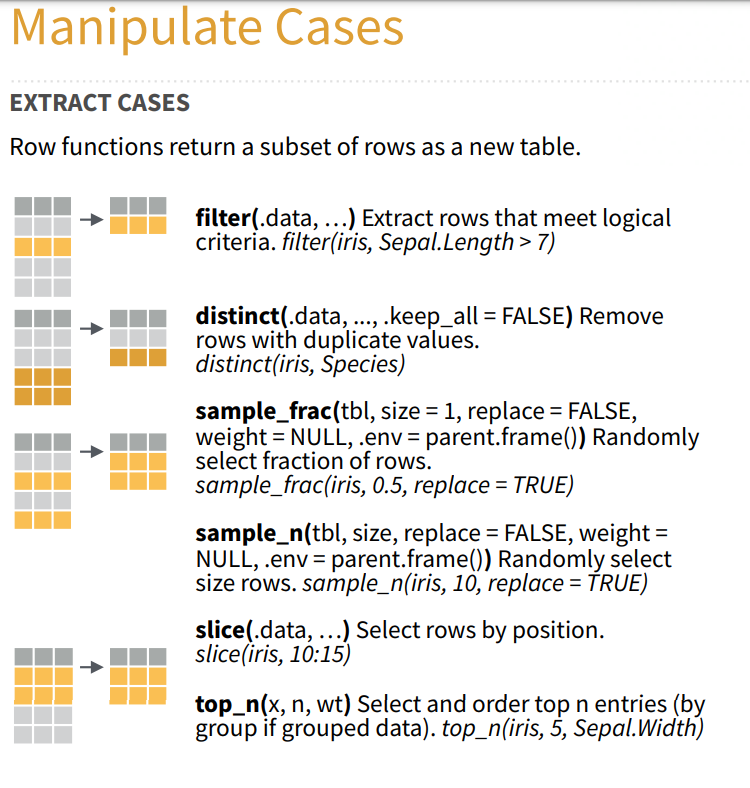 Manipulate Cases
EXTRACT CASES
Row functions return a subset of rows as a new table.
filter(.data, …) Extract rows that meet logical
criteria. filter(iris, Sepal.Length > 7)
distinct(.data, ..., .keep_all = FALSE) Remove
rows with duplicate values.
distinct(iris, Species)
sample_frac(tbl, size = 1, replace = FALSE,
weight = NULL, .env = parent.frame()) Randomly
select fraction of rows.
sample_frac(iris, 0.5, replace = TRUE)
sample_n(tbl, size, replace = FALSE, weight =
NULL, .env = parent.frame()) Randomly select
size rows. sample_n(iris, 10, replace = TRUE)
slice(.data, …) Select rows by position.
slice(iris, 10:15)
top_n(x, n, wt) Select and order top n entries (by
group if grouped data). top_n(iris, 5, Sepal.Width)